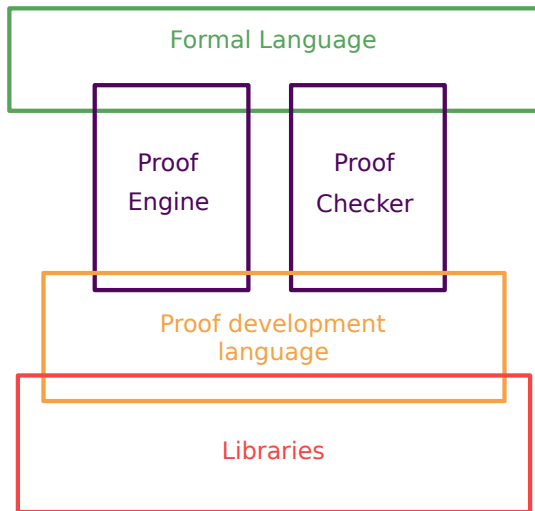 Formal Language
Proof
Engine
Proof
Checker
Proof development
language
Libraries